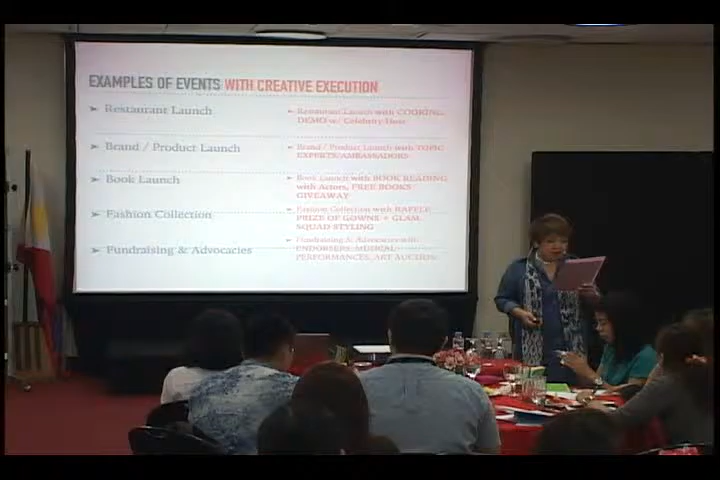 EXAMPLES OF EVENTS WITH CREATIVE EXECUTION
➤ Restaurant Launch
➤ Restaurant Launch with COOKING
DEMO w/ Celebrity Host
➤ Brand / Product Launch
➤ Brand / Product Launch with TOPIC
EXPERTS/AMBASSADORS
➤ Book Launch
➤ Book Launch with BOOK READING
with Actors, FREE BOOKS
GIVEAWAY
➤ Fashion Collection
➤ Fashion Collection with RAFFLE
PRIZE OF GOWNS + GLAM
SQUAD STYLING
➤ Fundraising & Advocacies
➤ Fundraising & Advocacies with
ENDORSERS, MUSICAL
PERFORMANCES, ART AUCTION